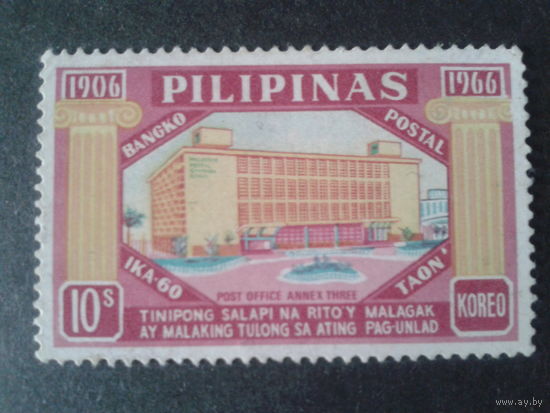 1906 PILIPINAS 1966
BANGKO POSTAL
IKA-60 TAON
POST OFFICE ANNEX THREE
10s KOREO
TINIPONG SALAPI NA RITO'Y MALAGAK
AY MALAKING TULONG SA ATING PAG-UNLAD
www.ay.by